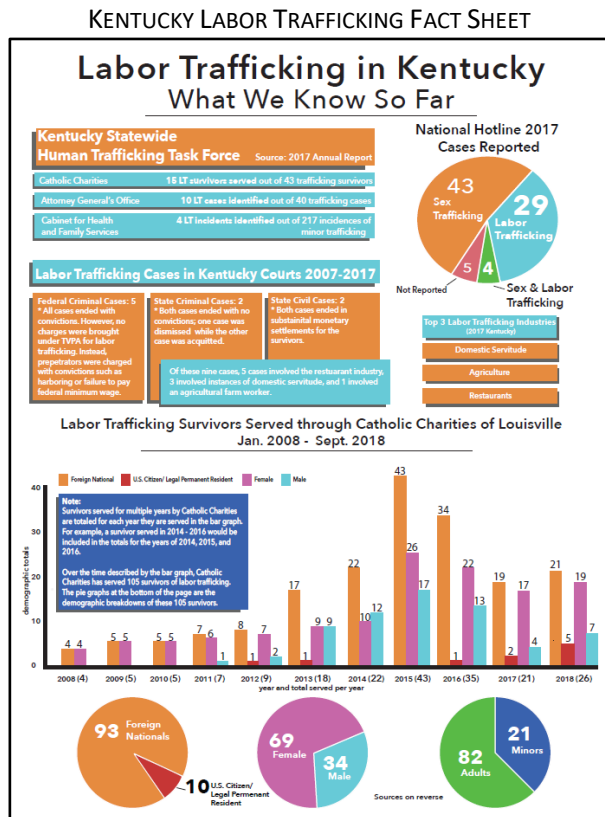 KENTUCKY LABOR TRAFFICKING FACT SHEET
Labor Trafficking in Kentucky
What We Know So Far
Kentucky Statewide
Human Trafficking Task Force Source: 2017 Annual Report
Catholic Charities 15 LT survivors served out of 43 trafficking survivors
Attorney General's Office 10 LT cases identified out of 40 trafficking cases
Cabinet for Health
and Family Services
4 LT incidents identified out of 217 incidences of
minor trafficking
National Hotline 2017
Cases Reported
43
Sex
Trafficking
29
Labor
Trafficking
5
4
Not Reported
Sex & Labor
Trafficking
Labor Trafficking Cases in Kentucky Courts 2007-2017
Federal Criminal Cases: 5
* All cases ended with
convictions. However, no
charges were brought
under TVPA for labor
trafficking. Instead,
prepetrators were charged
with convictions such as
harboring or failure to pay
federal minimum wage.
State Criminal Cases: 2
* Both cases ended with no
convictions; one case was
dismissed while the other
case was acquitted.
State Civil Cases: 2
* Both cases ended in
substainital monetary
settlements for the
survivors.
Of these nine cases, 5 cases involved the restuarant industry,
3 involved instances of domestic servitude, and 1 involved
an agricultural farm worker.
Top 3 Labor Trafficking Industries
(2017 Kentucky)
Domestic Servitude
Agriculture
Restaurants
Labor Trafficking Survivors Served through Catholic Charities of Louisville
Jan. 2008 - Sept. 2018
Foreign National U.S. Citizen/ Legal Permanent Resident Female Male
Note:
Survivors served for multiple years by Catholic Charities
are totaled for each year they are served in the bar graph.
For example, a survivor served in 2014 - 2016 would be
included in the totals for the years of 2014, 2015, and
2016.
Over the time described by the bar graph, Catholic
Charities has served 105 survivors of labor trafficking.
The pie graphs at the bottom of the page are the
demographic breakdowns of these 105 survivors.
demographic totals
40
30
20
10
0
4 4
5 5
5 5
7 6 1
8 1 7 2
17 1 9 9
22 10 12
43 26 17
34 1 22 13
19 2 17 4
21 5 19 7
2008 (4) 2009 (5) 2010 (5) 2011 (7) 2012 (9) 2013 (18) 2014 (22) 2015 (43) 2016 (35) 2017 (21) 2018 (26)
year and total served per year
93 Foreign
Nationals
10 U.S. Citizen/
Legal Permenant
Resident
69
Female
34
Male
82
Adults
21
Minors
Sources on reverse